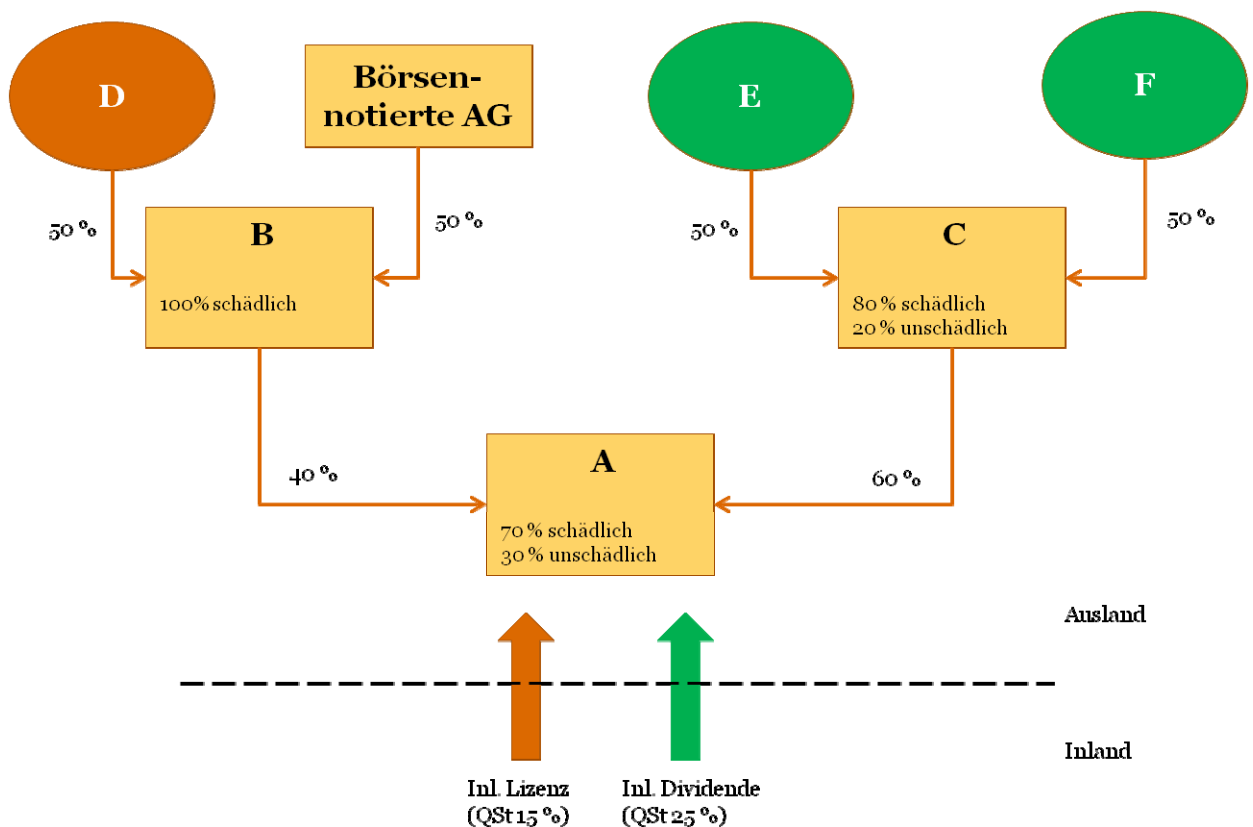 D
Börsen-
notierte AG
E
F
50 %
50 %
50 %
50 %
B
100% schädlich
C
80 % schädlich
20 % unschädlich
40 %
60 %
A
70 % schädlich
30 % unschädlich
Ausland
Inland
Inl. Lizenz
(QSt 15 %)
Inl. Dividende
(QSt 25 %)